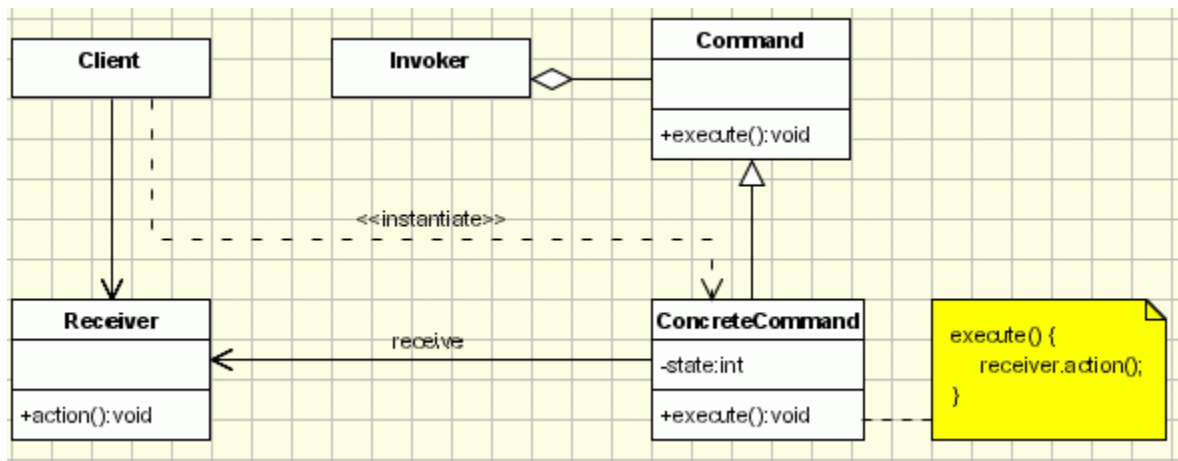 Client
Invoker
Command
+execute():void
<<instantiate>>
Receiver
+action():void
receive
ConcreteCommand
-state:int
+execute():void
execute() {
receiver.action();
}